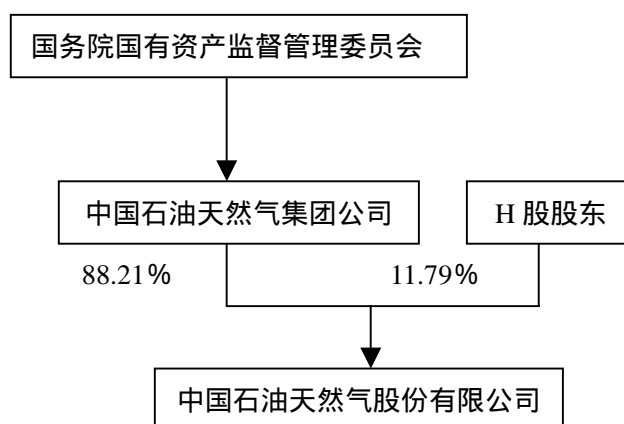 国务院国有资产监督管理委员会
中国石油天然气集团公司
H 股股东
88.21%
11.79%
中国石油天然气股份有限公司